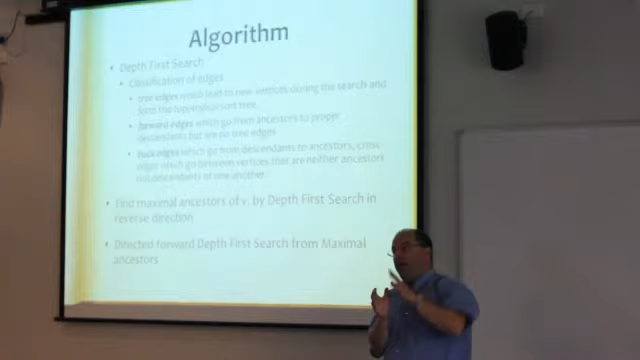 Algorithm
• Depth First Search
• Classification of edges
• tree edges which lead to new vertices during the search and
form the topological sort tree.
• forward edges which go from ancestors to proper
descendants but are no tree edges
• back edges which go from descendants to ancestors, cross
edges which go between vertices that are neither ancestors
nor descendants of one another.
• Find maximal ancestors of v, by Depth First Search in
reverse direction
• Directed forward Depth First Search from Maximal
ancestors